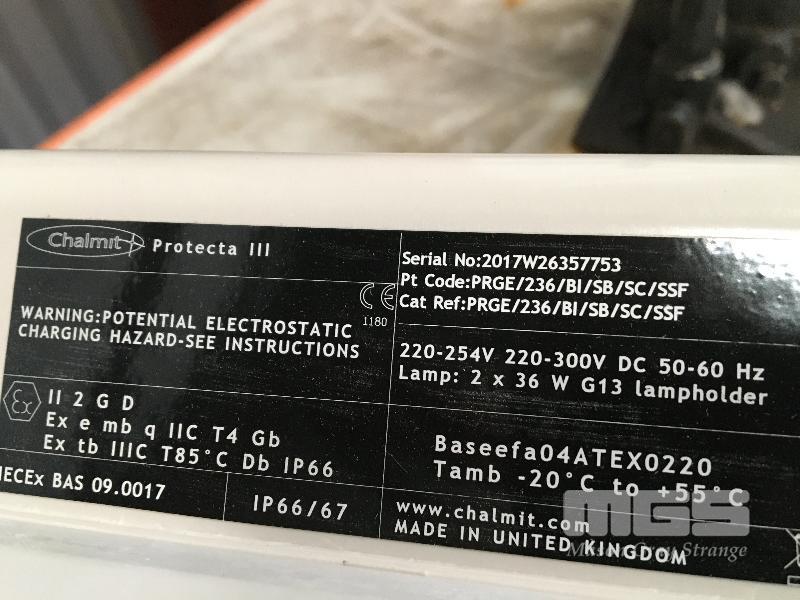 Chalmit Protecta III
WARNING:POTENTIAL ELECTROSTATIC
CHARGING HAZARD-SEE INSTRUCTIONS
CE
1180
Ex
II 2 G D
Ex e mb q IIC T4 Gb
Ex tb IIIC T85°C Db IP66
IECEx BAS 09.0017
IP66/67
Serial No:2017W26357753
Pt Code:PRGE/236/BI/SB/SC/SSF
Cat Ref:PRGE/236/BI/SB/SC/SSF
220-254V 220-300V DC 50-60 Hz
Lamp: 2 x 36 W G13 lampholder
Baseefa04ATEX0220
Tamb -20°C to +55°C
www.chalmit.com
MADE IN UNITED KINGDOM
MGS
Mason Gray Strange